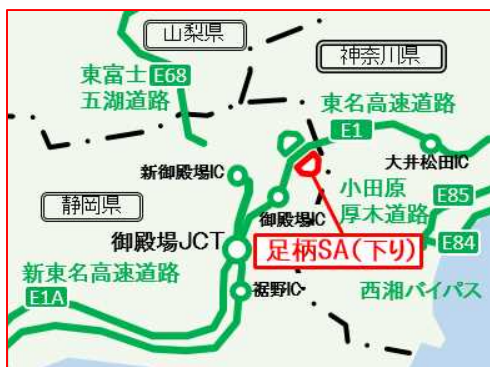 山梨県
神奈川県
東富士 E68
五湖道路
東名高速道路
E1
大井松田IC
新御殿場IC
小田原
厚木道路
E85
静岡県
御殿場IC
御殿場JCT
足柄SA(下り)
E84
新東名高速道路
E1A
裾野IC
西湘バイパス